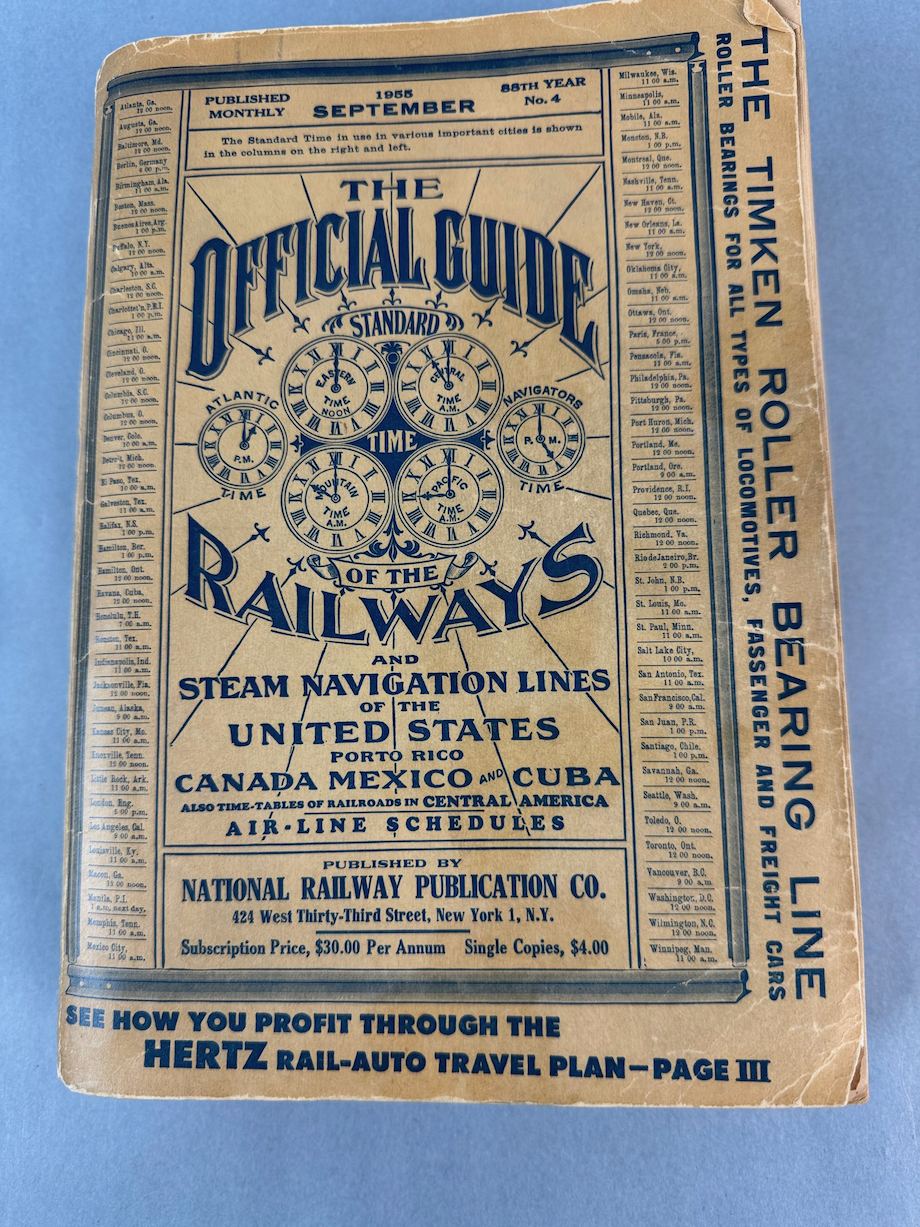 PUBLISHED MONTHLY
1955
SEPTEMBER
88TH YEAR
No. 4
The Standard Time in use in various important cities is shown
in the columns on the right and left.
Atlanta, Ga.
12 00 noon.
Augusta, Ga.
12 00 noon.
Baltimore, Md.
12 00 noon.
Berlin, Germany
6 00 p.m.
Birmingham, Ala.
11 00 a.m.
Boston, Mass.
12 00 noon.
Buenos Aires, Arg.
1 00 p.m.
Buffalo, N.Y.
12 00 noon.
Calgary, Alta.
10 00 a.m.
Charleston, S.C.
12 00 noon.
Charlottet'n, P.E.I.
1 00 p.m.
Chicago, Ill.
11 00 a.m.
Cincinnati, O.
12 00 noon.
Cleveland, O.
12 00 noon.
Columbia, S.C.
12 00 noon.
Columbus, O.
12 00 noon.
Denver, Colo.
10 00 a.m.
Detroit, Mich.
12 00 noon.
El Paso, Tex.
10 00 a.m.
Galveston, Tex.
11 00 a.m.
Halifax, N.S.
1 00 p.m.
Hamilton, Ber.
1 00 p.m.
Hamilton, Ont.
12 00 noon.
Havana, Cuba,
12 00 noon.
Honolulu, T.H.
7 00 a.m.
Houston, Tex.
11 00 a.m.
Indianapolis, Ind.
11 00 a.m.
Jacksonville, Fla.
12 00 noon.
Juneau, Alaska,
9 00 a.m.
Kansas City, Mo.
11 00 a.m.
Knoxville, Tenn.
12 00 noon.
Little Rock, Ark.
11 00 a.m.
London, Eng.
5 00 p.m.
Los Angeles, Cal.
9 00 a.m.
Louisville, Ky.
11 00 a.m.
Macon, Ga.
12 00 noon.
Manila, P.I.
1 a.m. next day.
Memphis, Tenn.
11 00 a.m.
Mexico City,
11 00 a.m.
THE
OFFICIAL GUIDE
STANDARD
EASTERN
TIME
NOON
CENTRAL
TIME
A.M.
ATLANTIC
P.M.
TIME
TIME
NAVIGATORS
P. M.
TIME
MOUNTAIN
TIME
A.M.
PACIFIC
TIME
A.M.
OF THE
RAILWAYS
AND
STEAM NAVIGATION LINES
OF THE
UNITED STATES
PORTO RICO
CANADA MEXICO AND CUBA
ALSO TIME-TABLES OF RAILROADS IN CENTRAL AMERICA
AIR-LINE SCHEDULES
PUBLISHED BY
NATIONAL RAILWAY PUBLICATION CO.
424 West Thirty-Third Street, New York 1, N.Y.
Subscription Price, $30.00 Per Annum Single Copies, $4.00
Milwaukee, Wis.
11 00 a.m.
Minneapolis,
11 00 a.m.
Mobile, Ala.
11 00 a.m.
Moncton, N.B.
1 00 p.m.
Montreal, Que.
12 00 noon.
Nashville, Tenn.
11 00 a.m.
New Haven, Ct.
12 00 noon.
New Orleans, La.
11 00 a.m.
New York,
12 00 noon.
Oklahoma City,
11 00 a.m.
Omaha, Neb.
11 00 a.m.
Ottawa, Ont.
12 00 noon.
Paris, France,
6 00 p.m.
Pensacola, Fla.
11 00 a.m.
Philadelphia, Pa.
12 00 noon.
Pittsburgh, Pa.
12 00 noon.
Port Huron, Mich.
12 00 noon.
Portland, Me.
12 00 noon.
Portland, Ore.
9 00 a.m.
Providence, R.I.
12 00 noon.
Quebec, Que.
12 00 noon.
Richmond, Va.
12 00 noon.
Rio de Janeiro, Br.
2 00 p.m.
St. John, N.B.
1 00 p.m.
St. Louis, Mo.
11 00 a.m.
St. Paul, Minn.
11 00 a.m.
Salt Lake City,
10 00 a.m.
San Antonio, Tex.
11 00 a.m.
San Francisco, Cal.
9 00 a.m.
San Juan, P.R.
1 00 p.m.
Santiago, Chile.
1 00 p.m.
Savannah, Ga.
12 00 noon.
Seattle, Wash.
9 00 a.m.
Toledo, O.
12 00 noon.
Toronto, Ont.
12 00 noon.
Vancouver, B.C.
9 00 a.m.
Washington, D.C.
12 00 noon.
Wilmington, N.C.
12 00 noon.
Winnipeg, Man.
11 00 a.m.
THE TIMKEN ROLLER BEARING LINE
ROLLER BEARINGS FOR ALL TYPES OF LOCOMOTIVES, PASSENGER AND FREIGHT CARS
SEE HOW YOU PROFIT THROUGH THE
HERTZ RAIL-AUTO TRAVEL PLAN—PAGE III